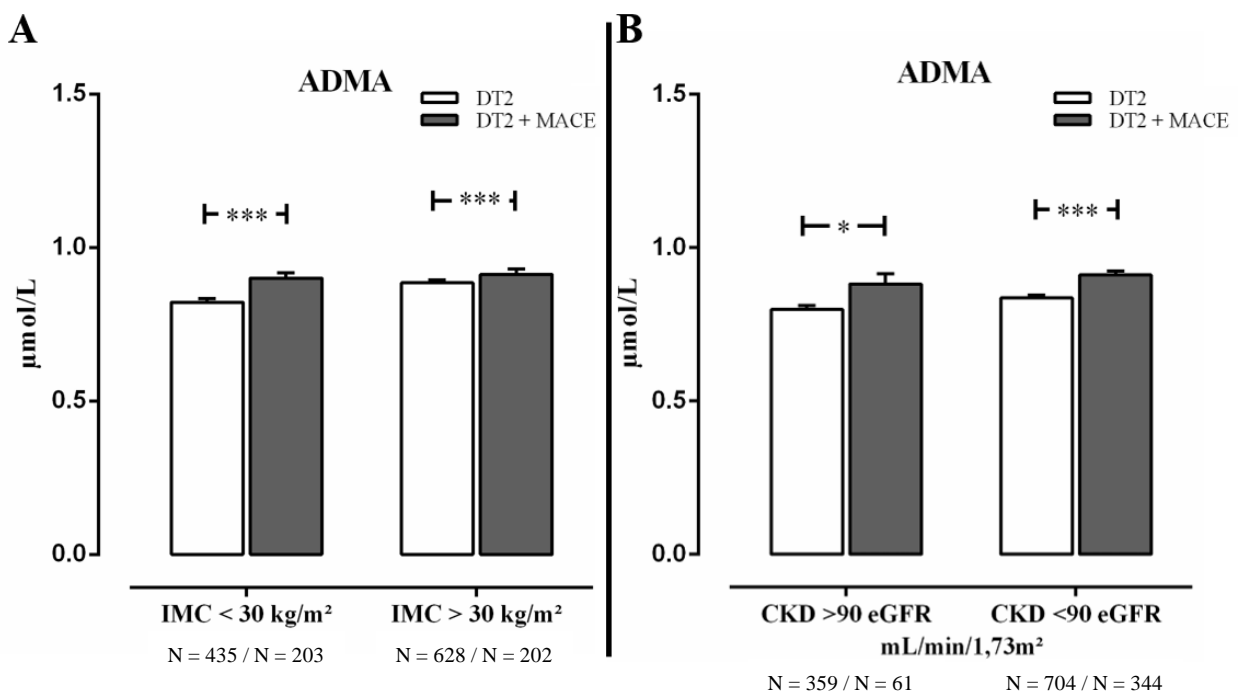 A
ADMA
DT2
DT2 + MACE
µmol/L
1.5
1.0
0.5
0.0
***
***
IMC < 30 kg/m²
IMC > 30 kg/m²
N = 435 / N = 203
N = 628 / N = 202
B
ADMA
DT2
DT2 + MACE
µmol/L
1.5
1.0
0.5
0.0
*
***
CKD >90 eGFR
CKD <90 eGFR
mL/min/1,73m²
N = 359 / N = 61
N = 704 / N = 344